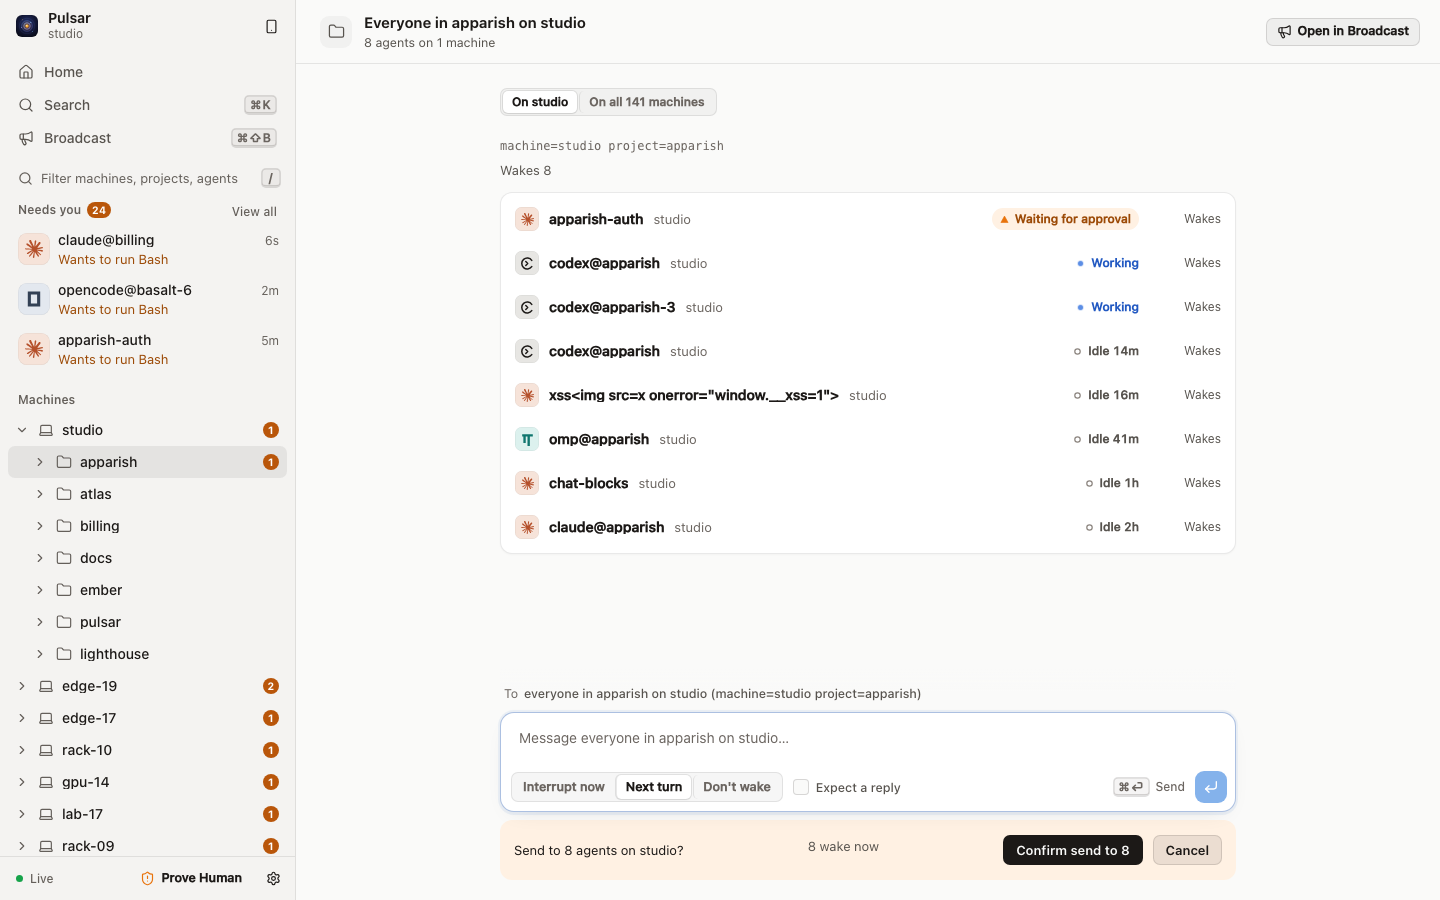 Pulsar
studio
Home
Search ⌘K
Broadcast ⌘⇧B
Filter machines, projects, agents /
Needs you 24 View all
claude@billing 6s
Wants to run Bash
opencode@basalt-6 2m
Wants to run Bash
apparish-auth 5m
Wants to run Bash
Machines
studio 1
apparish 1
atlas
billing
docs
ember
pulsar
lighthouse
edge-19 2
edge-17 1
rack-10 1
gpu-14 1
lab-17 1
rack-09 1
Live Prove Human
Everyone in apparish on studio
8 agents on 1 machine
Open in Broadcast
On studio On all 141 machines
machine=studio project=apparish
Wakes 8
apparish-auth studio Waiting for approval Wakes
codex@apparish studio Working Wakes
codex@apparish-3 studio Working Wakes
codex@apparish studio Idle 14m Wakes
xss<img src=x onerror="window.__xss=1"> studio Idle 16m Wakes
omp@apparish studio Idle 41m Wakes
chat-blocks studio Idle 1h Wakes
claude@apparish studio Idle 2h Wakes
To everyone in apparish on studio (machine=studio project=apparish)
Message everyone in apparish on studio...
Interrupt now Next turn Don't wake Expect a reply ⌘⏎ Send
Send to 8 agents on studio? 8 wake now Confirm send to 8 Cancel